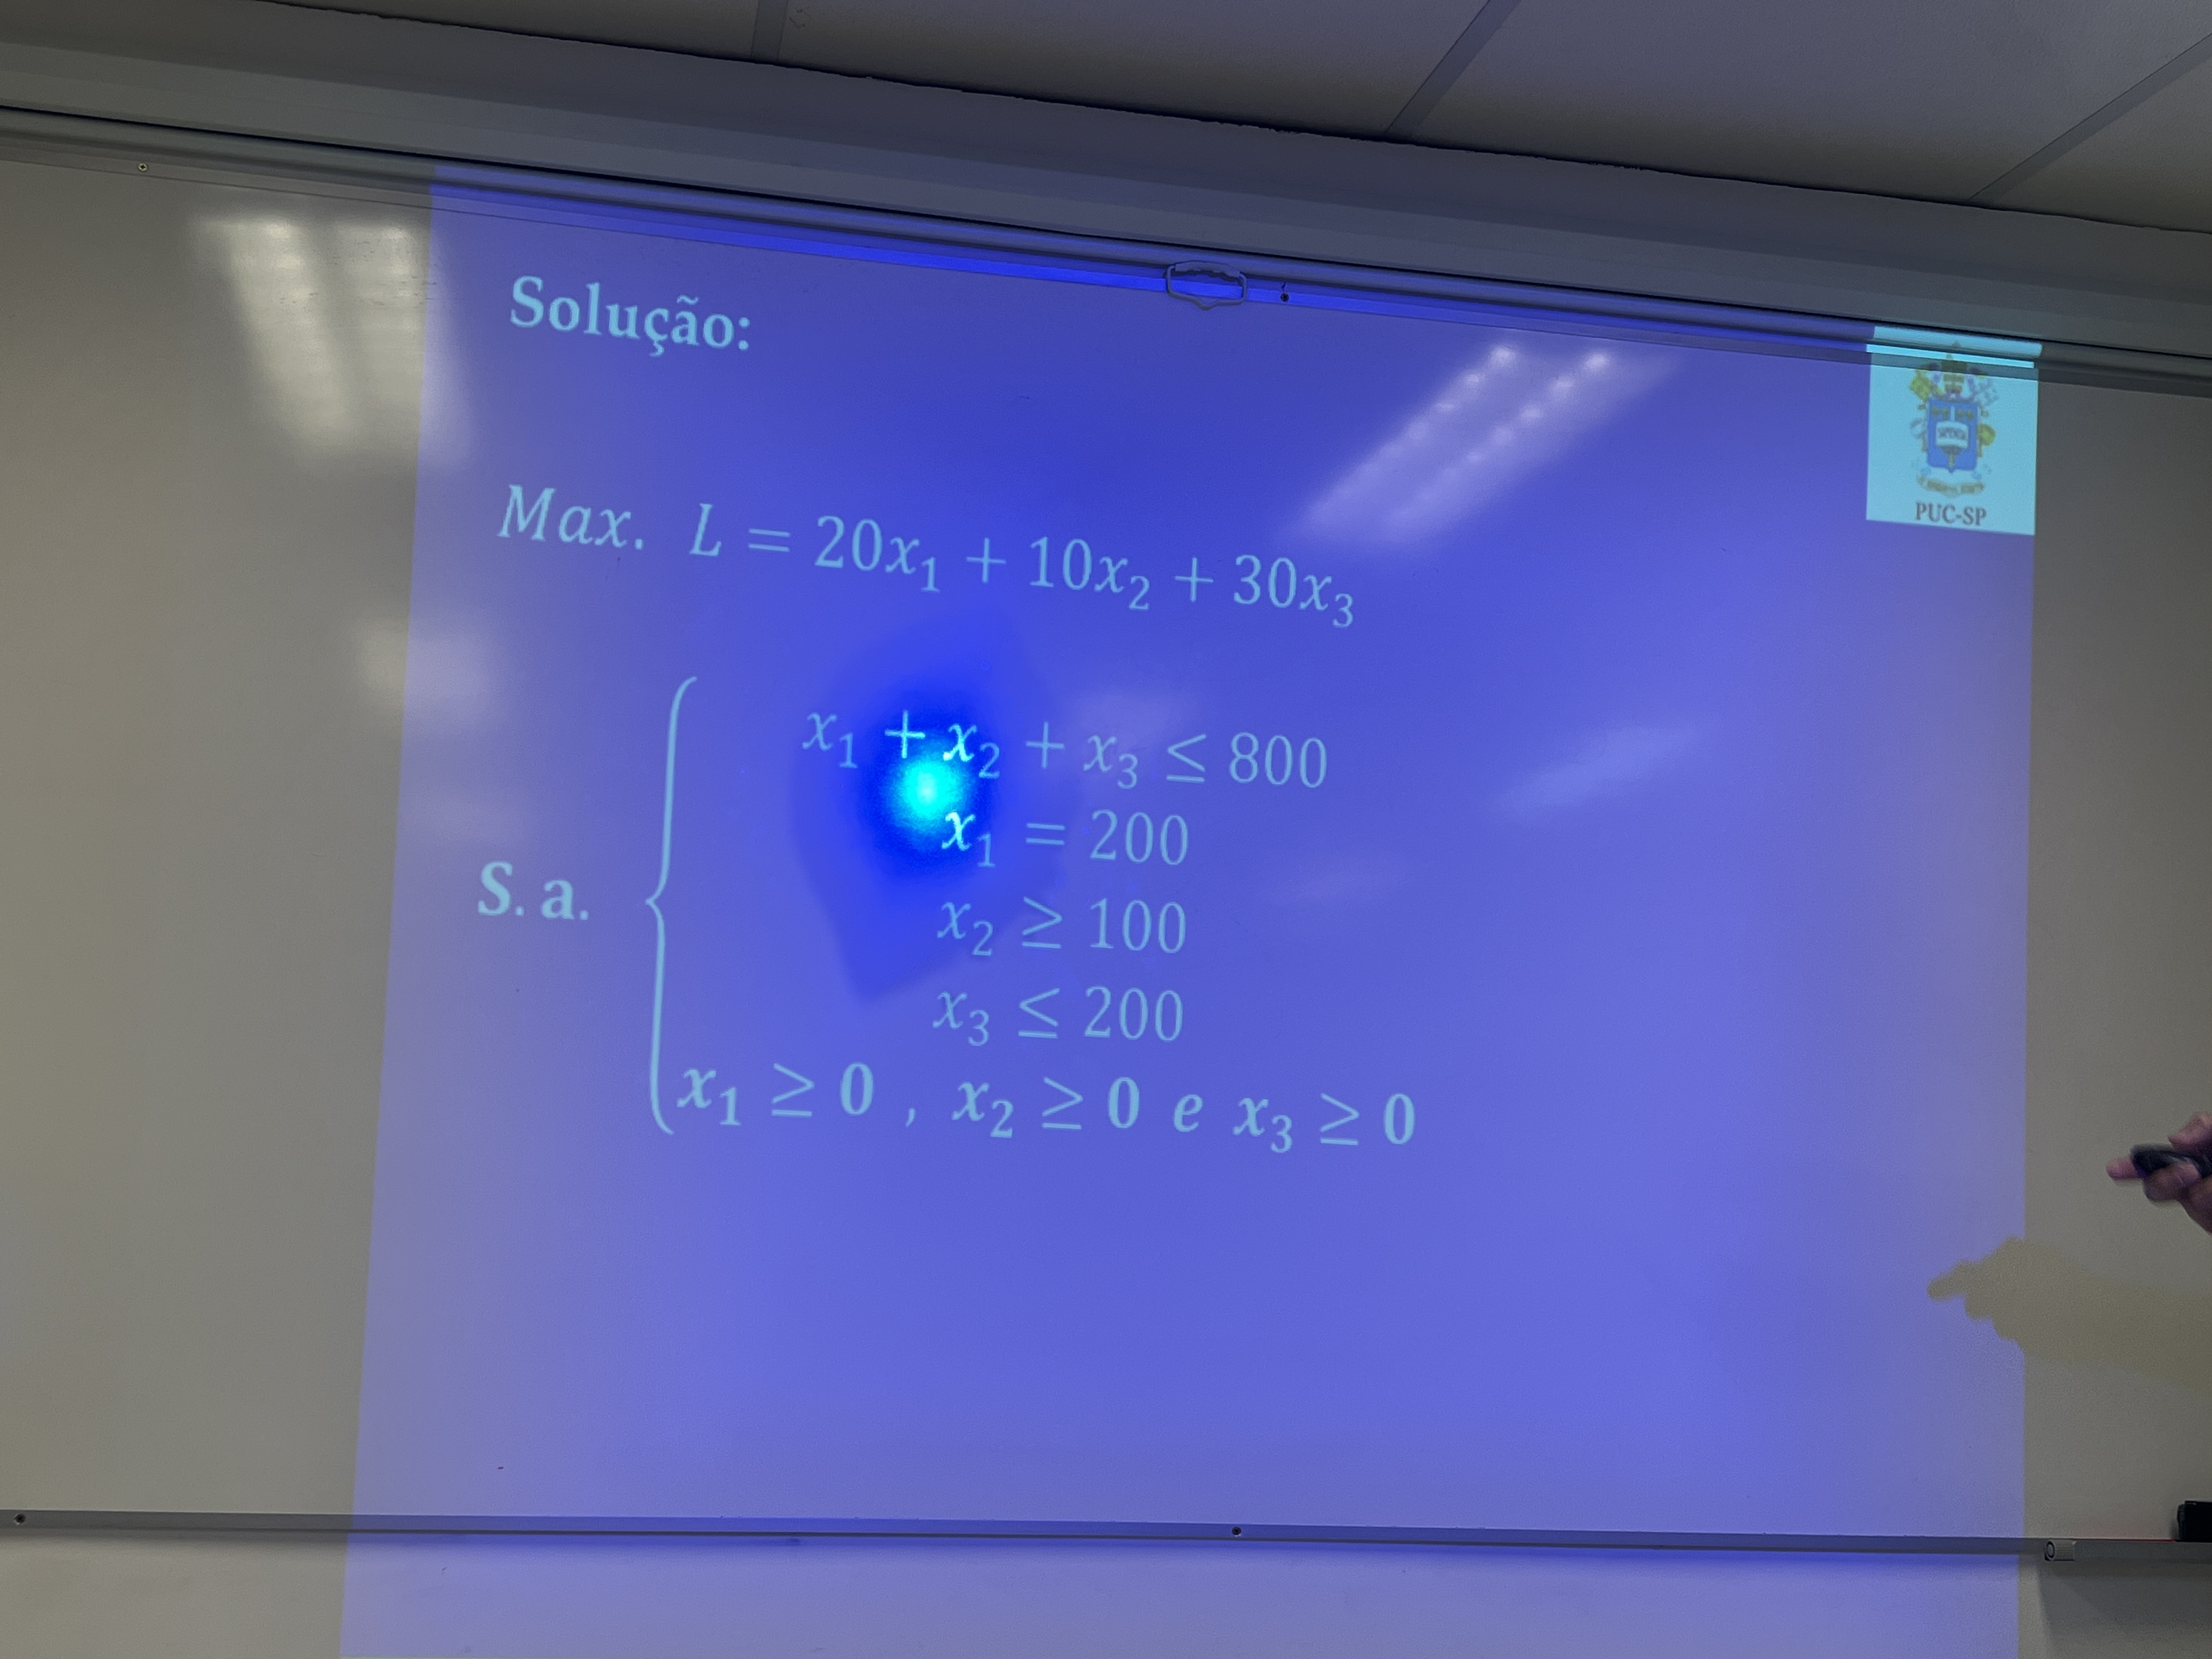 Solução:
PUC-SP
Max. L = 20x₁ + 10x₂ + 30x₃
x₁ + x₂ + x₃ ≤ 800
x₁ = 200
S. a.
x₂ ≥ 100
x₃ ≤ 200
x₁ ≥ 0 , x₂ ≥ 0 e x₃ ≥ 0